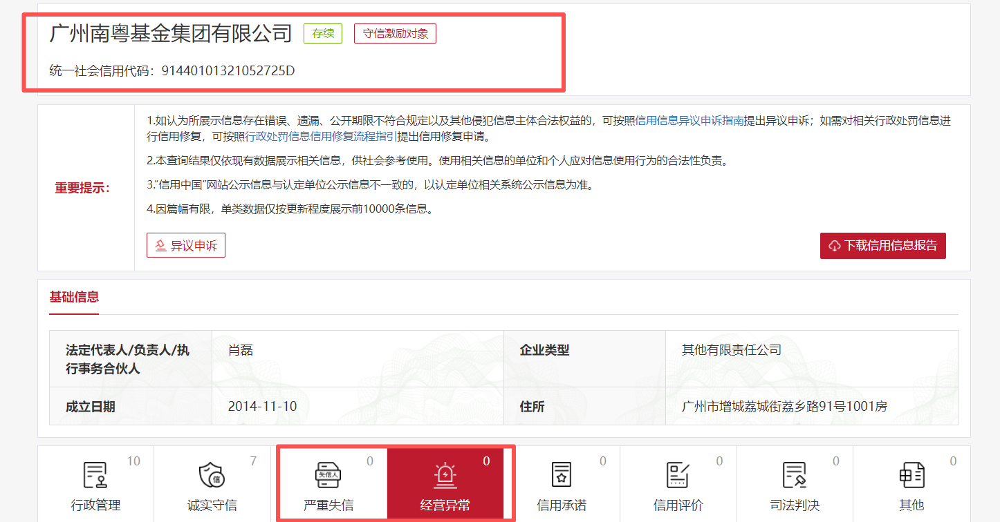 广州南粤基金集团有限公司 存续 守信激励对象
统一社会信用代码：91440101321052725D
1.如认为所展示信息存在错误、遗漏、公开期限不符合规定以及其他侵犯信息主体合法权益的，可按照信用信息异议申诉指南提出异议申诉；如需对相关行政处罚信息进
行信用修复，可按照行政处罚信息信用修复流程指引提出信用修复申请。
2.本查询结果仅依现有数据展示相关信息，供社会参考使用。使用相关信息的单位和个人应对信息使用行为的合法性负责。
重要提示：
3.“信用中国”网站公示信息与认定单位公示信息不一致的，以认定单位相关系统公示信息为准。
4.因篇幅有限，单类数据仅按更新程度展示前10000条信息。
异议申诉 下载信用信息报告
基础信息
法定代表人/负责人/执 肖磊 企业类型 其他有限责任公司
行事务合伙人
成立日期 2014-11-10 住所 广州市增城荔城街荔乡路91号1001房
10 7 0 0 0 0 0 0
信 失信人
行政管理 诚实守信 严重失信 经营异常 信用承诺 信用评价 司法判决 其他